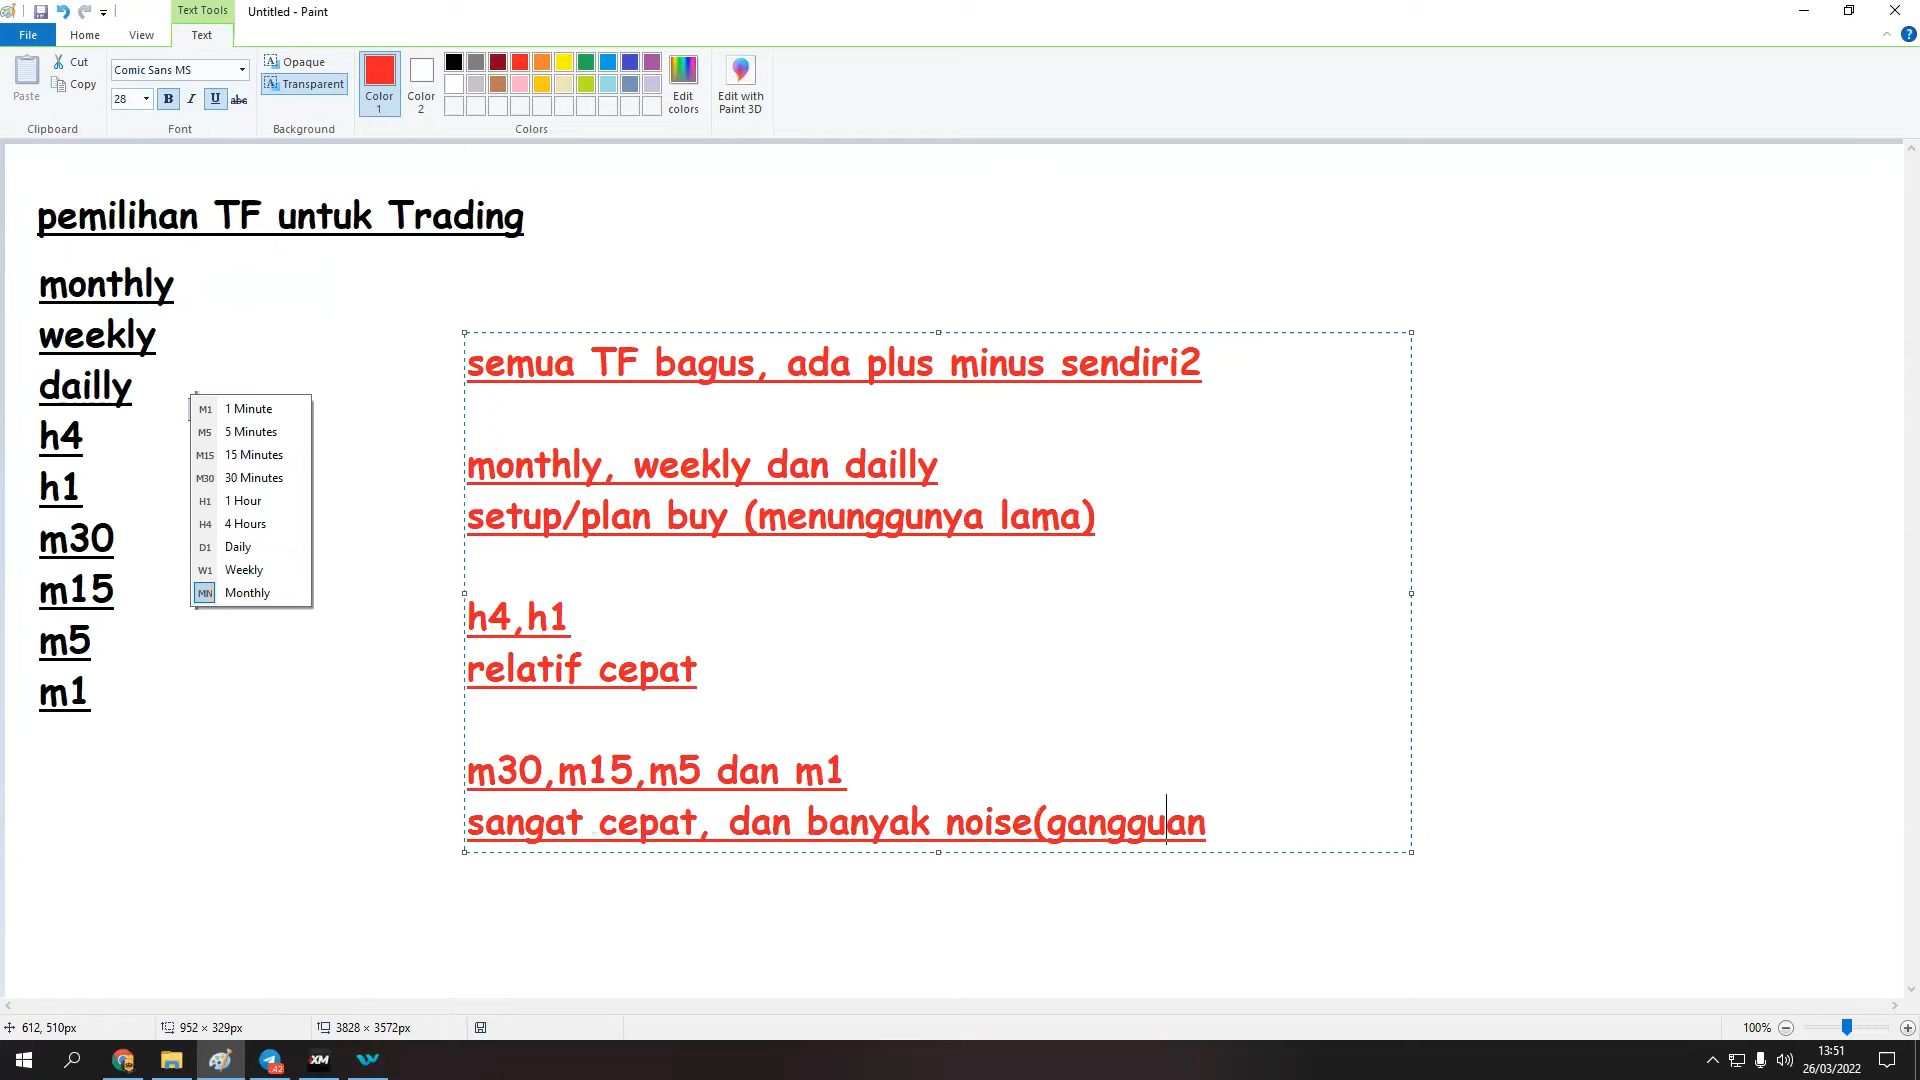 Text Tools
Untitled - Paint
File
Home
View
Text
Paste
Cut
Copy
Clipboard
Comic Sans MS
28
B
I
U
abc
Font
A
Opaque
A
Transparent
Background
Color
1
Color
2
Edit
colors
Edit with
Paint 3D
Colors
pemilihan TF untuk Trading
monthly
weekly
dailly
h4
h1
m30
m15
m5
m1
M1 1 Minute
M5 5 Minutes
M15 15 Minutes
M30 30 Minutes
H1 1 Hour
H4 4 Hours
D1 Daily
W1 Weekly
MN Monthly
semua TF bagus, ada plus minus sendiri2
monthly, weekly dan dailly
setup/plan buy (menunggunya lama)
h4,h1
relatif cepat
m30,m15,m5 dan m1
sangat cepat, dan banyak noise(gangguan
612, 510px
952 × 329px
3828 × 3572px
100%
42
XM
13:51
26/03/2022